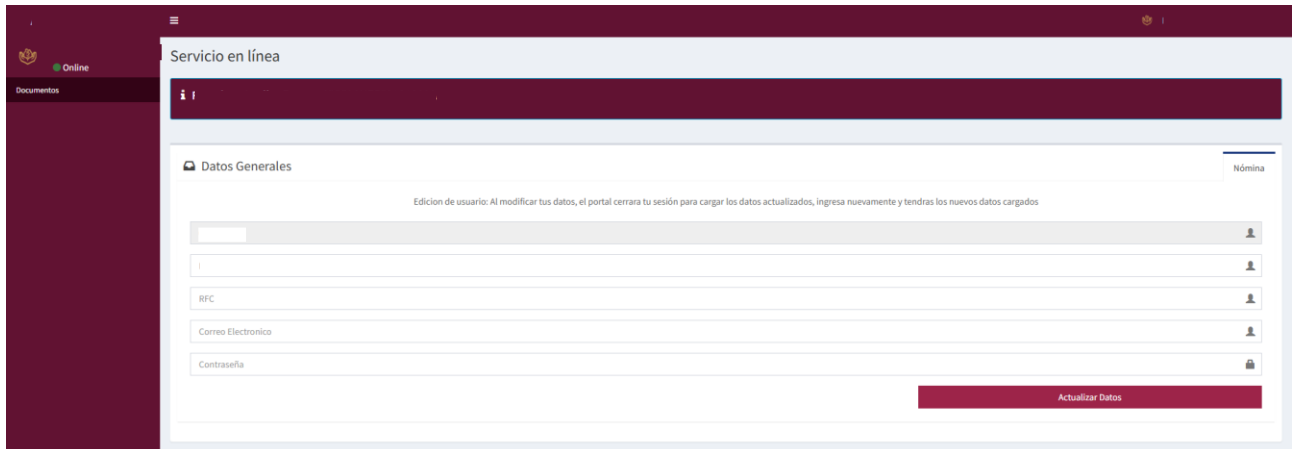 Servicio en línea
Online
Documentos
Datos Generales
Nómina
Edicion de usuario: Al modificar tus datos, el portal cerrara tu sesión para cargar los datos actualizados, ingresa nuevamente y tendras los nuevos datos cargados
RFC
Correo Electronico
Contraseña
Actualizar Datos